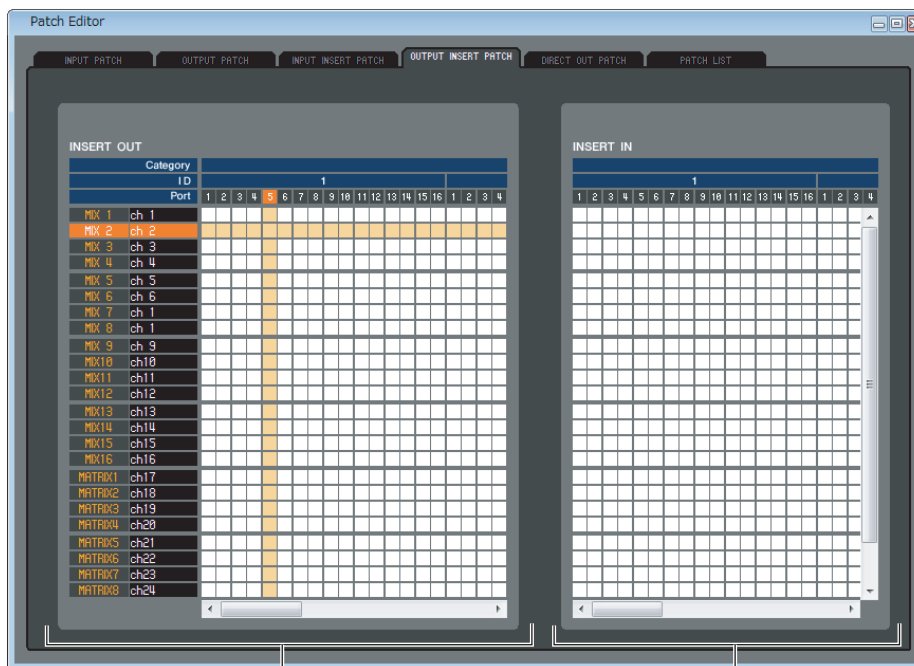 Patch Editor
INPUT PATCH OUTPUT PATCH INPUT INSERT PATCH OUTPUT INSERT PATCH DIRECT OUT PATCH PATCH LIST
INSERT OUT
Category
ID 1
Port 1 2 3 4 5 6 7 8 9 10 11 12 13 14 15 16 1 2 3 4
MIX 1 ch 1
MIX 2 ch 2
MIX 3 ch 3
MIX 4 ch 4
MIX 5 ch 5
MIX 6 ch 6
MIX 7 ch 1
MIX 8 ch 1
MIX 9 ch 9
MIX10 ch10
MIX11 ch11
MIX12 ch12
MIX13 ch13
MIX14 ch14
MIX15 ch15
MIX16 ch16
MATRIX1 ch17
MATRIX2 ch18
MATRIX3 ch19
MATRIX4 ch20
MATRIX5 ch21
MATRIX6 ch22
MATRIX7 ch23
MATRIX8 ch24
INSERT IN
1
1 2 3 4 5 6 7 8 9 10 11 12 13 14 15 16 1 2 3 4